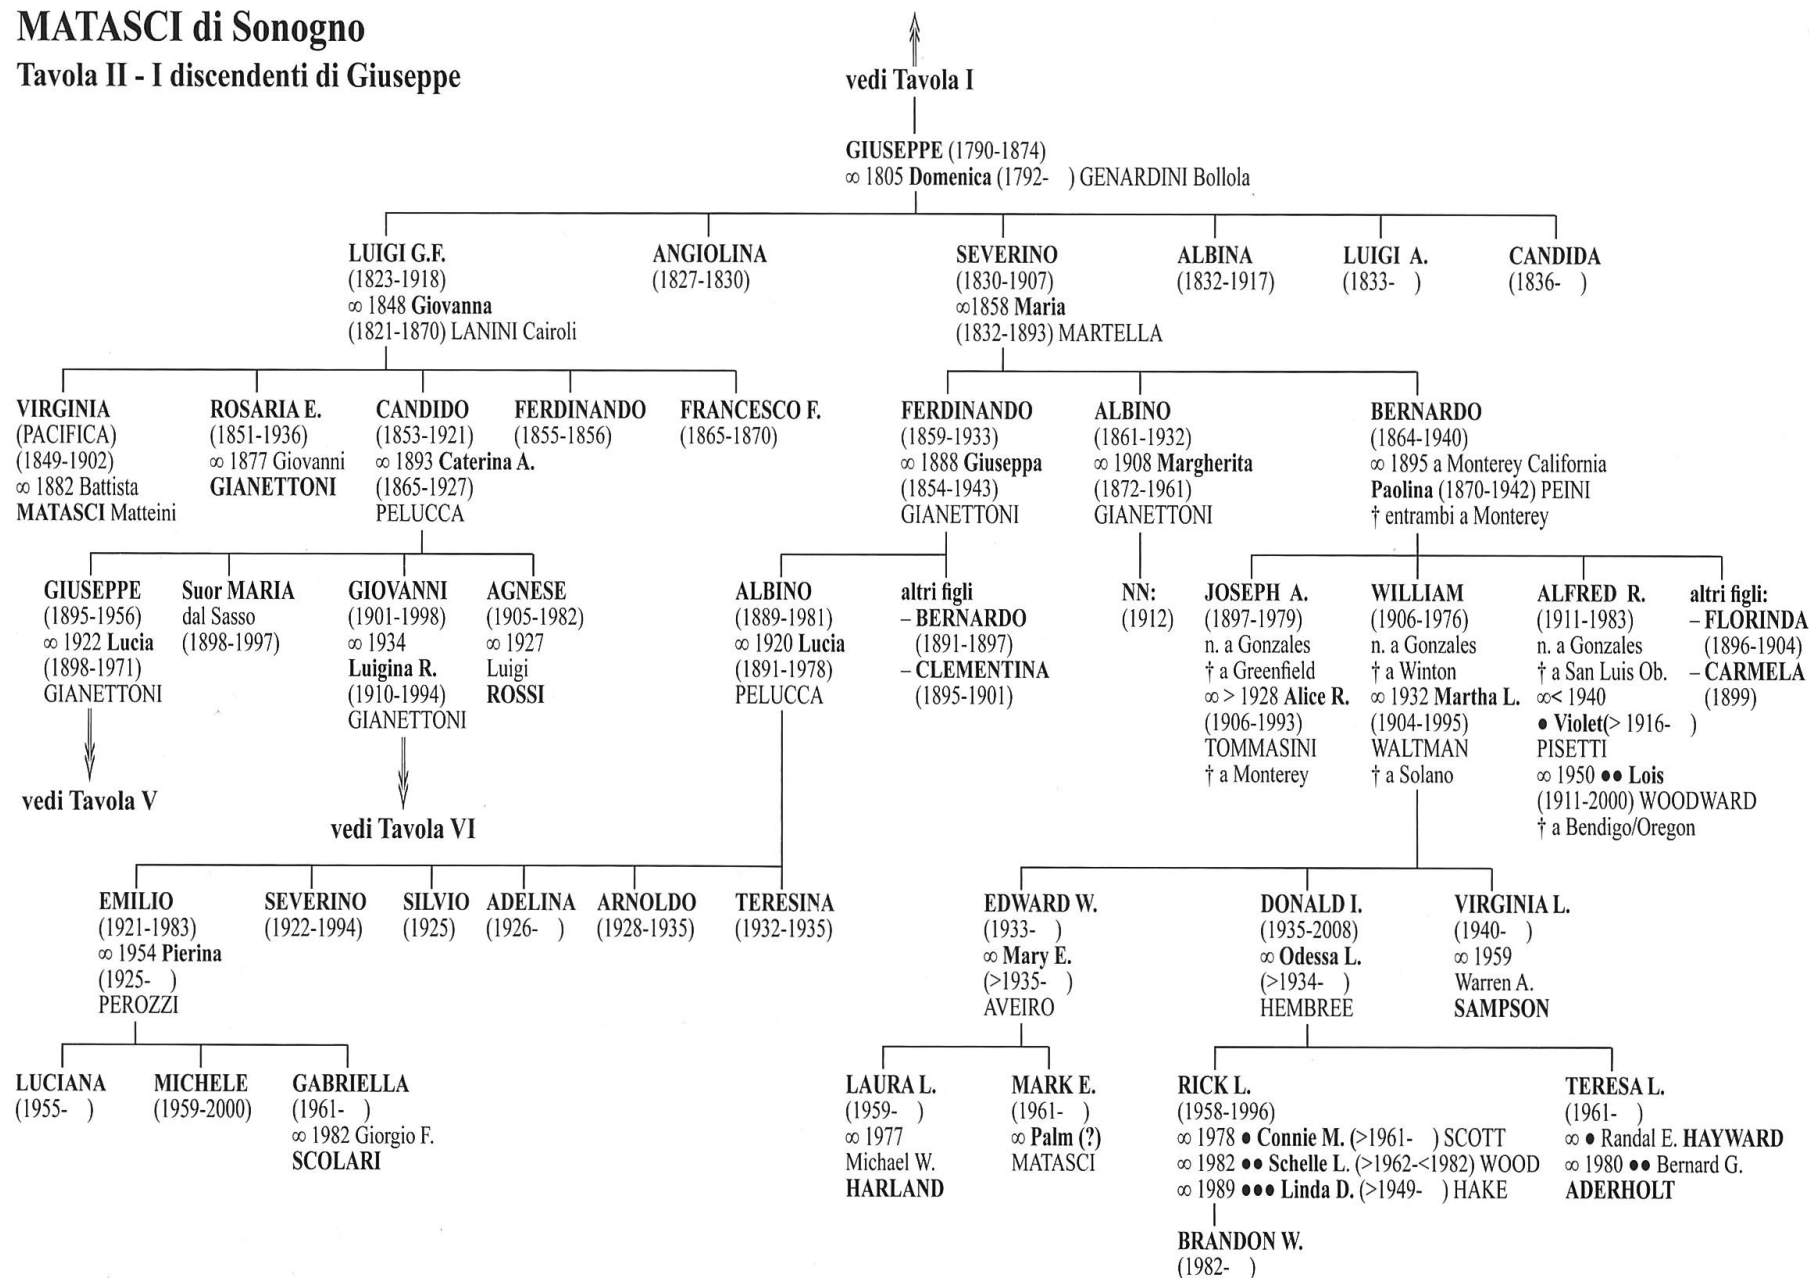 MATASCI di Sonogno
Tavola II - I discendenti di Giuseppe
vedi Tavola I
GIUSEPPE (1790-1874)
∞ 1805 Domenica (1792- ) GENARDINI Bollola
LUIGI G.F.
(1823-1918)
∞ 1848 Giovanna
(1821-1870) LANINI Cairoli
ANGIOLINA
(1827-1830)
SEVERINO
(1830-1907)
∞1858 Maria
(1832-1893) MARTELLA
ALBINA
(1832-1917)
LUIGI A.
(1833- )
CANDIDA
(1836- )
VIRGINIA
(PACIFICA)
(1849-1902)
∞ 1882 Battista
MATASCI Matteini
ROSARIA E.
(1851-1936)
∞ 1877 Giovanni
GIANETTONI
CANDIDO
(1853-1921)
∞ 1893 Caterina A.
(1865-1927)
PELUCCA
FERDINANDO
(1855-1856)
FRANCESCO F.
(1865-1870)
FERDINANDO
(1859-1933)
∞ 1888 Giuseppa
(1854-1943)
GIANETTONI
ALBINO
(1861-1932)
∞ 1908 Margherita
(1872-1961)
GIANETTONI
BERNARDO
(1864-1940)
∞ 1895 a Monterey California
Paolina (1870-1942) PEINI
† entrambi a Monterey
GIUSEPPE
(1895-1956)
∞ 1922 Lucia
(1898-1971)
GIANETTONI
vedi Tavola V
Suor MARIA
dal Sasso
(1898-1997)
GIOVANNI
(1901-1998)
∞ 1934
Luigina R.
(1910-1994)
GIANETTONI
vedi Tavola VI
AGNESE
(1905-1982)
∞ 1927
Luigi
ROSSI
ALBINO
(1889-1981)
∞ 1920 Lucia
(1891-1978)
PELUCCA
altri figli
– BERNARDO
(1891-1897)
– CLEMENTINA
(1895-1901)
NN:
(1912)
JOSEPH A.
(1897-1979)
n. a Gonzales
† a Greenfield
∞ > 1928 Alice R.
(1906-1993)
TOMMASINI
† a Monterey
WILLIAM
(1906-1976)
n. a Gonzales
† a Winton
∞ 1932 Martha L.
(1904-1995)
WALTMAN
† a Solano
ALFRED R.
(1911-1983)
n. a Gonzales
† a San Luis Ob.
∞< 1940
● Violet(> 1916- )
PISETTI
∞ 1950 ●● Lois
(1911-2000) WOODWARD
† a Bendigo/Oregon
altri figli:
– FLORINDA
(1896-1904)
– CARMELA
(1899)
EMILIO
(1921-1983)
∞ 1954 Pierina
(1925- )
PEROZZI
SEVERINO
(1922-1994)
SILVIO
(1925)
ADELINA
(1926- )
ARNOLDO
(1928-1935)
TERESINA
(1932-1935)
EDWARD W.
(1933- )
∞ Mary E.
(>1935- )
AVEIRO
DONALD I.
(1935-2008)
∞ Odessa L.
(>1934- )
HEMBREE
VIRGINIA L.
(1940- )
∞ 1959
Warren A.
SAMPSON
LUCIANA
(1955- )
MICHELE
(1959-2000)
GABRIELLA
(1961- )
∞ 1982 Giorgio F.
SCOLARI
LAURA L.
(1959- )
∞ 1977
Michael W.
HARLAND
MARK E.
(1961- )
∞ Palm (?)
MATASCI
RICK L.
(1958-1996)
∞ 1978 ● Connie M. (>1961- ) SCOTT
∞ 1982 ●● Schelle L. (>1962-<1982) WOOD
∞ 1989 ●●● Linda D. (>1949- ) HAKE
TERESA L.
(1961- )
∞ ● Randal E. HAYWARD
∞ 1980 ●● Bernard G.
ADERHOLT
BRANDON W.
(1982- )